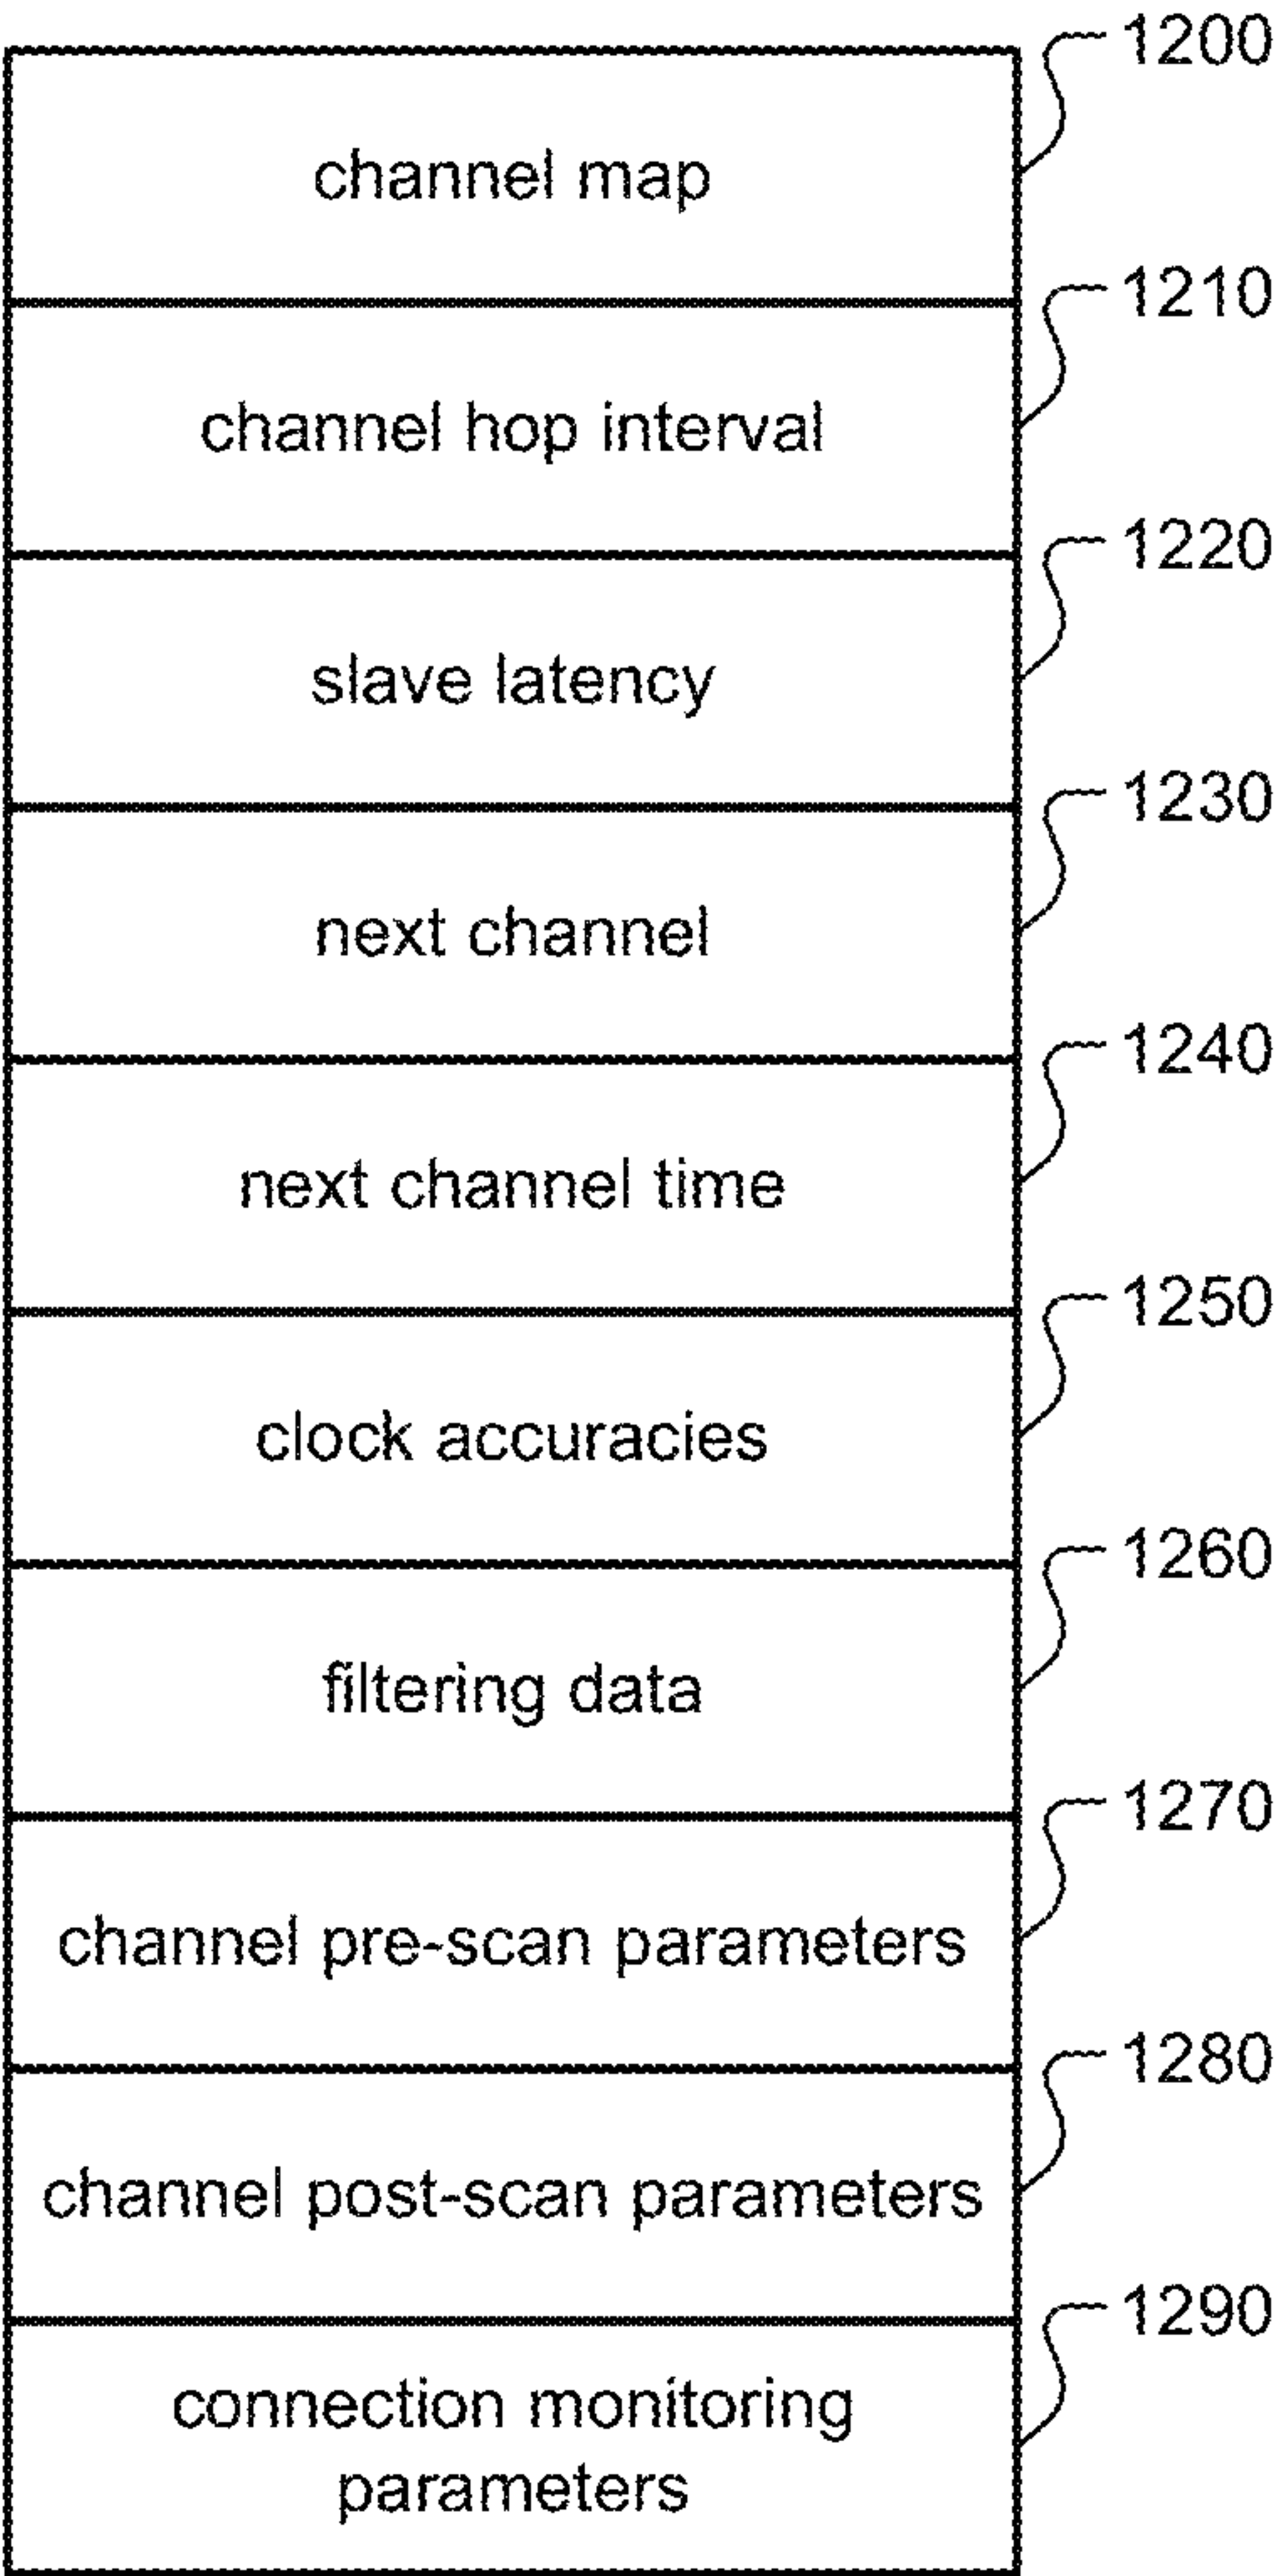 1200
channel map
1210
channel hop interval
1220
slave latency
1230
next channel
1240
next channel time
1250
clock accuracies
1260
filtering data
1270
channel pre-scan parameters
1280
channel post-scan parameters
1290
connection monitoring
parameters